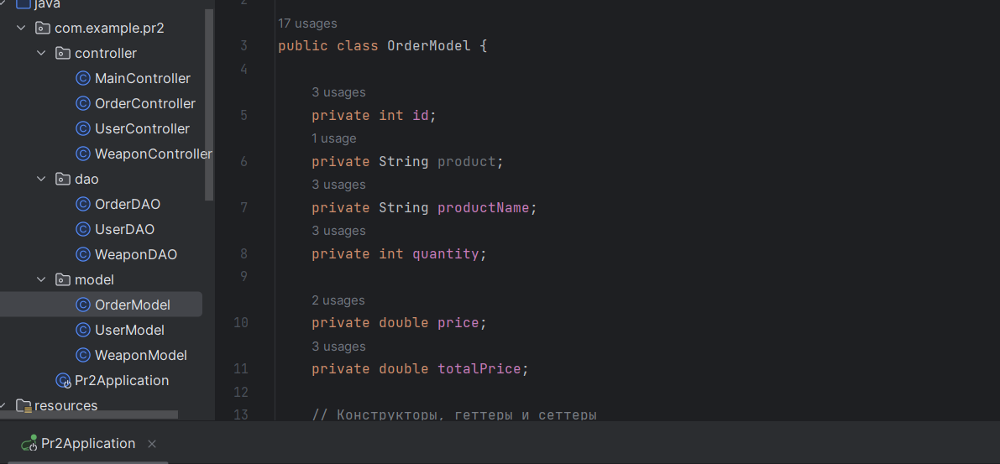 java
com.example.pr2
controller
MainController
OrderController
UserController
WeaponController
dao
OrderDAO
UserDAO
WeaponDAO
model
OrderModel
UserModel
WeaponModel
Pr2Application
resources
2
17 usages
3 public class OrderModel {
4
3 usages
5 private int id;
1 usage
6 private String product;
3 usages
7 private String productName;
3 usages
8 private int quantity;
9
2 usages
10 private double price;
3 usages
11 private double totalPrice;
12
13 // Конструкторы, геттеры и сеттеры
Pr2Application